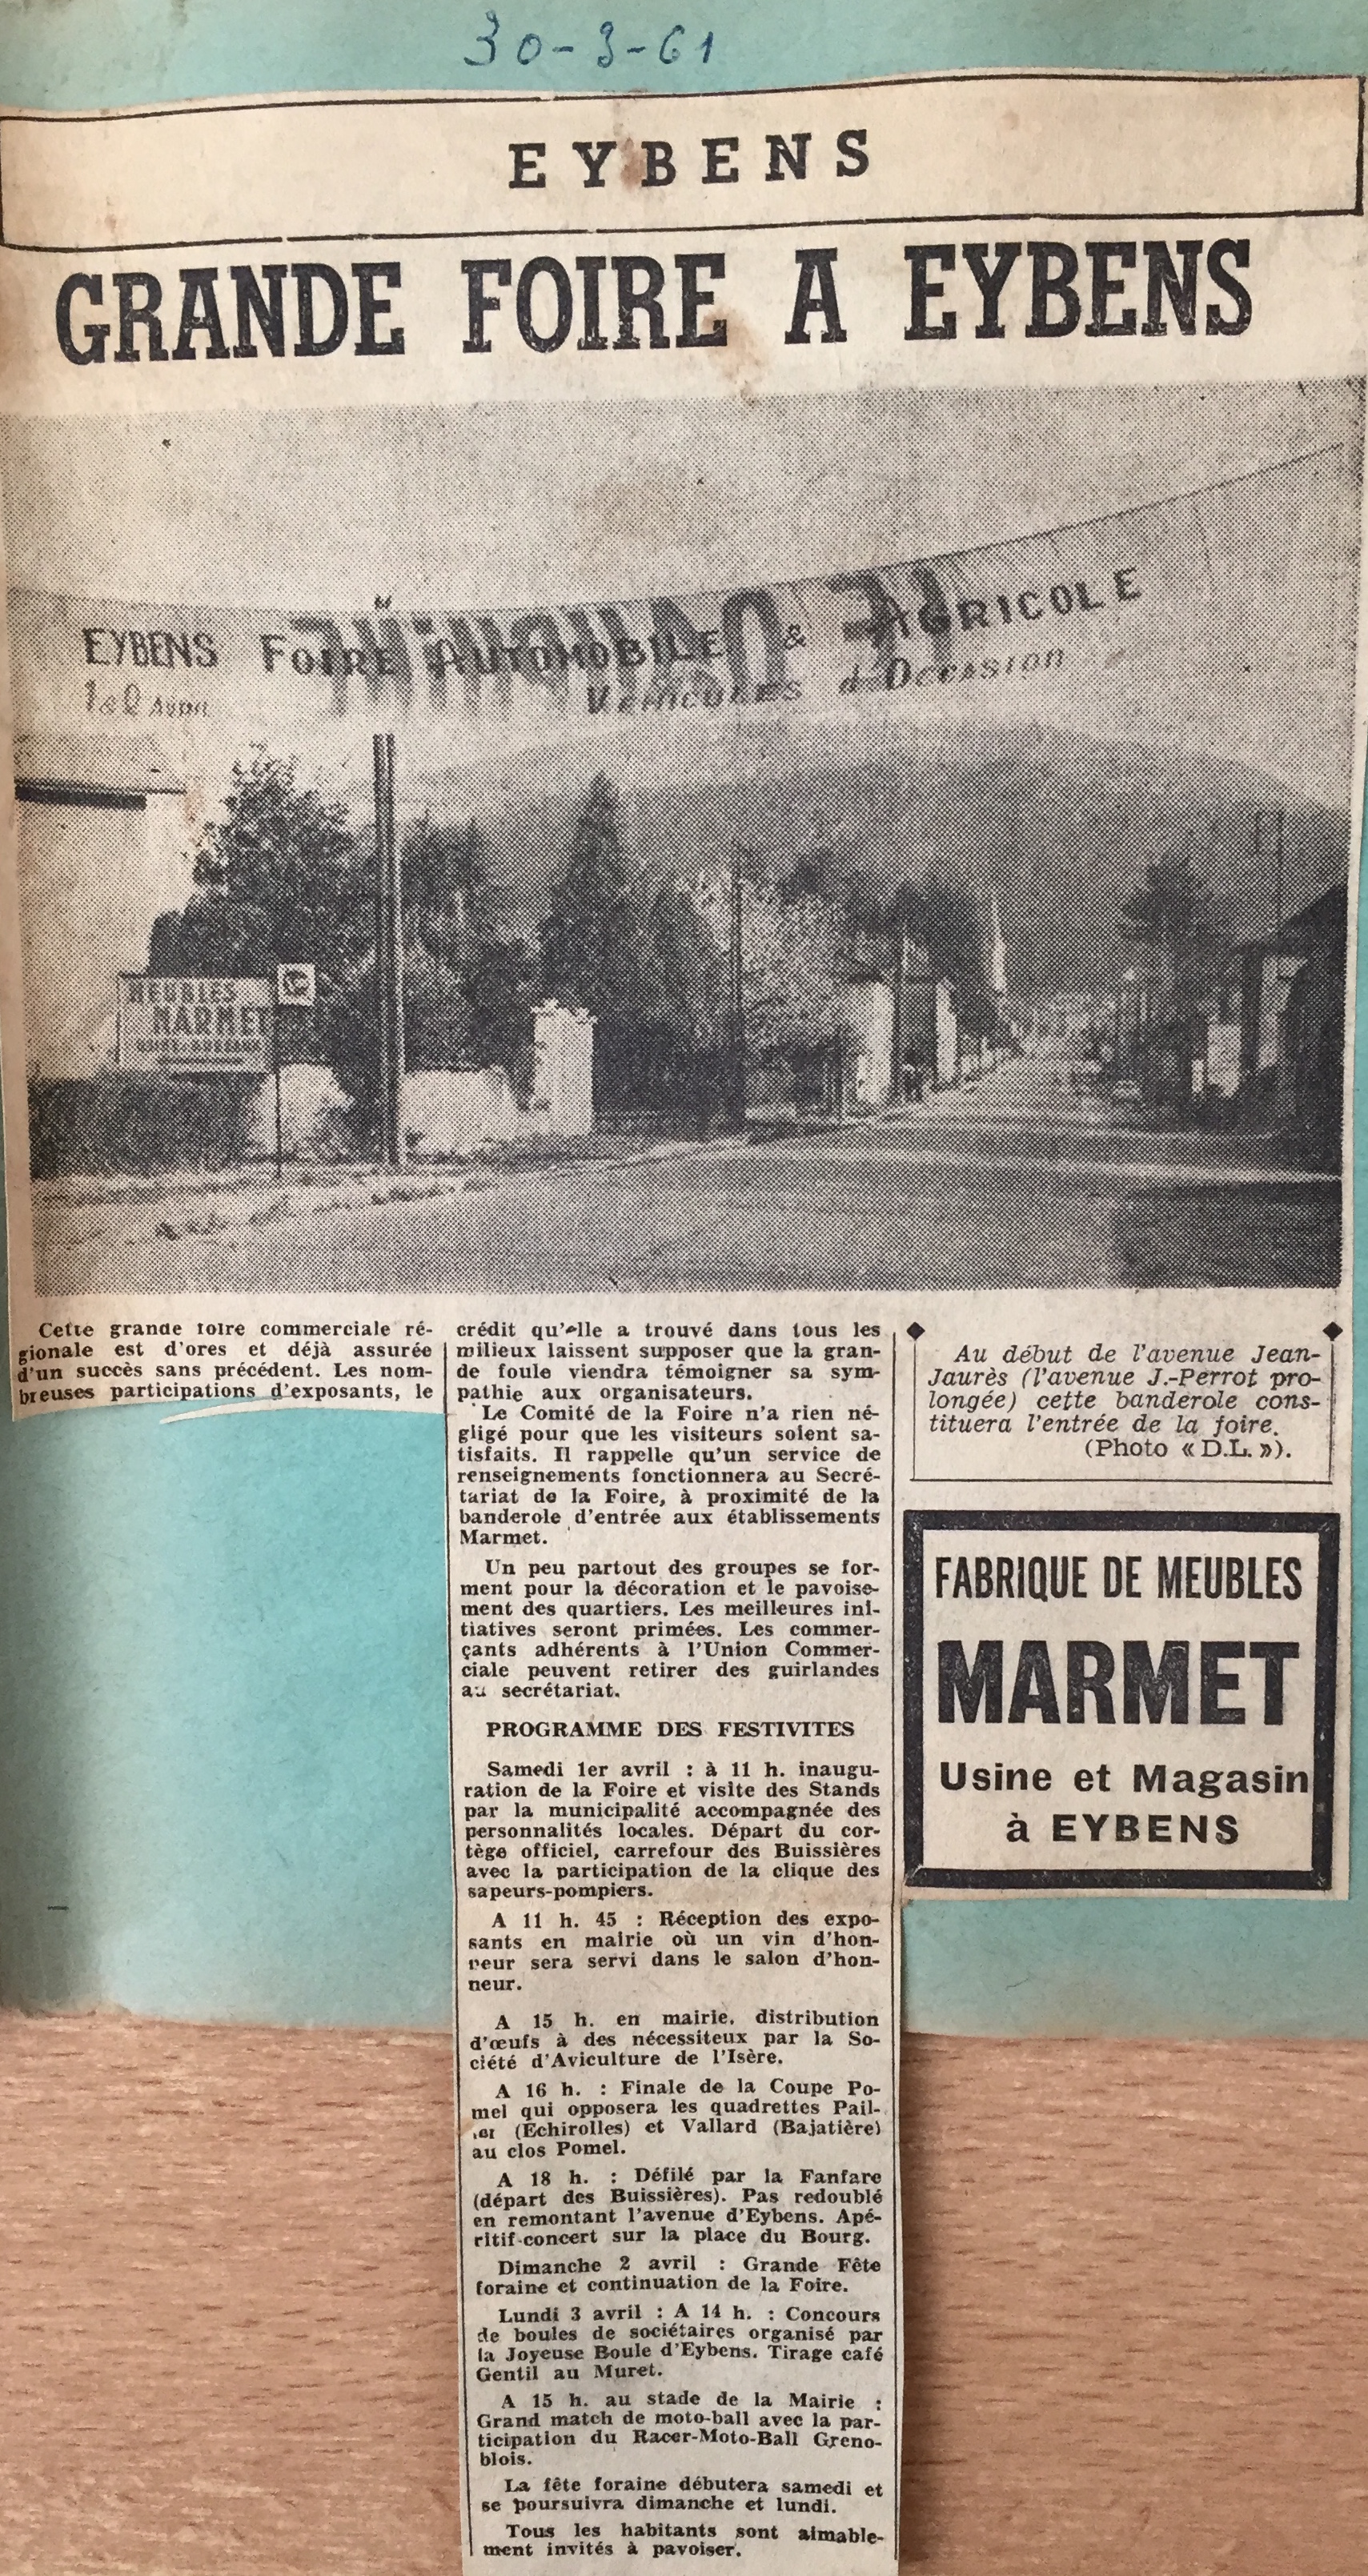 30-3-61
EYBENS
GRANDE FOIRE A EYBENS
EYBENS FOIRE AUTOMOBILE & AGRICOLE
1 & 2 Avril
VEHICULES d'OCCASION
MEUBLES
MARMET
Cette grande foire commerciale ré-
gionale est d'ores et déjà assurée
d'un succès sans précédent. Les nom-
breuses participations d'exposants, le
crédit qu'elle a trouvé dans tous les
milieux laissent supposer que la gran-
de foule viendra témoigner sa sym-
pathie aux organisateurs.
Le Comité de la Foire n'a rien né-
gligé pour que les visiteurs soient sa-
tisfaits. Il rappelle qu'un service de
renseignements fonctionnera au Secré-
tariat de la Foire, à proximité de la
banderole d'entrée aux établissements
Marmet.
Un peu partout des groupes se for-
ment pour la décoration et le pavoise-
ment des quartiers. Les meilleures ini-
tiatives seront primées. Les commer-
çants adhérents à l'Union Commer-
ciale peuvent retirer des guirlandes
au secrétariat.
PROGRAMME DES FESTIVITES
Samedi 1er avril : à 11 h. inaugu-
ration de la Foire et visite des Stands
par la municipalité accompagnée des
personnalités locales. Départ du cor-
tège officiel, carrefour des Buissières
avec la participation de la clique des
sapeurs-pompiers.
A 11 h. 45 : Réception des expo-
sants en mairie où un vin d'hon-
neur sera servi dans le salon d'hon-
neur.
A 15 h. en mairie, distribution
d'œufs à des nécessiteux par la So-
ciété d'Aviculture de l'Isère.
A 16 h. : Finale de la Coupe Po-
mel qui opposera les quadrettes Pail-
ler (Echirolles) et Vallard (Bajatière)
au clos Pomel.
A 18 h. : Défilé par la Fanfare
(départ des Buissières). Pas redoublé
en remontant l'avenue d'Eybens. Apé-
ritif-concert sur la place du Bourg.
Dimanche 2 avril : Grande Fête
foraine et continuation de la Foire.
Lundi 3 avril : A 14 h. : Concours
de boules de sociétaires organisé par
la Joyeuse Boule d'Eybens. Tirage café
Gentil au Muret.
A 15 h. au stade de la Mairie :
Grand match de moto-ball avec la par-
ticipation du Racer-Moto-Ball Greno-
blois.
La fête foraine débutera samedi et
se poursuivra dimanche et lundi.
Tous les habitants sont aimable-
ment invités à pavoiser.
Au début de l'avenue Jean-
Jaurès (l'avenue J.-Perrot pro-
longée) cette banderole cons-
tituera l'entrée de la foire.
(Photo « D.L. »).
FABRIQUE DE MEUBLES
MARMET
Usine et Magasin
à EYBENS